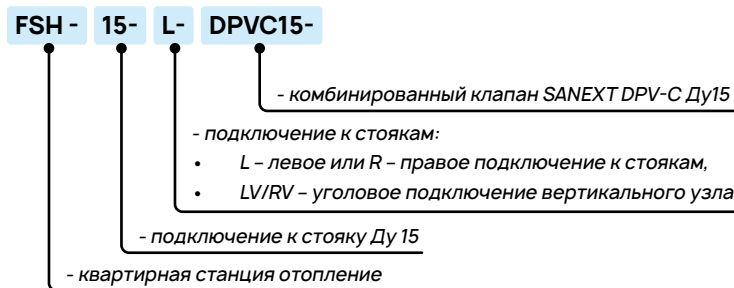 FSH - 15- L- DPVC15-
- комбинированный клапан SANEXT DPV-C Ду15
- подключение к стоякам:
• L – левое или R – правое подключение к стоякам,
• LV/RV – уголовое подключение вертикального узла
- подключение к стояку Ду 15
- квартирная станция отопление